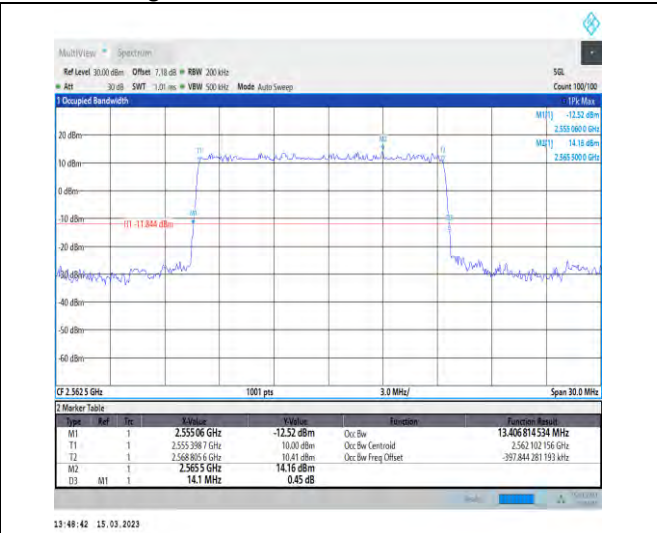 MultiView Spectrum
Ref Level 30.00 dBm Offset 7.18 dB RBW 200 kHz SGL
Att 30 dB SWT 1.01 ms VBW 500 kHz Mode Auto Sweep Count 100/100
1 Occupied Bandwidth 1Pk Max
M1[1] -12.52 dBm
2.555 060 0 GHz
20 dBm
M2[1] 14.16 dBm
2.565 500 0 GHz
M2
T1
10 dBm
0 dBm
-10 dBm
M1
H1 -11.844 dBm
-20 dBm
-30 dBm
-40 dBm
-50 dBm
-60 dBm
CF 2.562 5 GHz 1001 pts 3.0 MHz/ Span 30.0 MHz
2 Marker Table
Type Ref Trc X-Value Y-Value Function Function Result
M1 1 2.555 06 GHz -12.52 dBm Occ Bw 13.406 814 534 MHz
T1 1 2.555 398 7 GHz 10.00 dBm Occ Bw Centroid 2.562 102 156 GHz
T2 1 2.568 805 6 GHz 10.41 dBm Occ Bw Freq Offset -397.844 281 193 kHz
M2 1 2.565 5 GHz 14.16 dBm
D3 M1 1 14.1 MHz 0.45 dB
13:48:42 15.03.2023